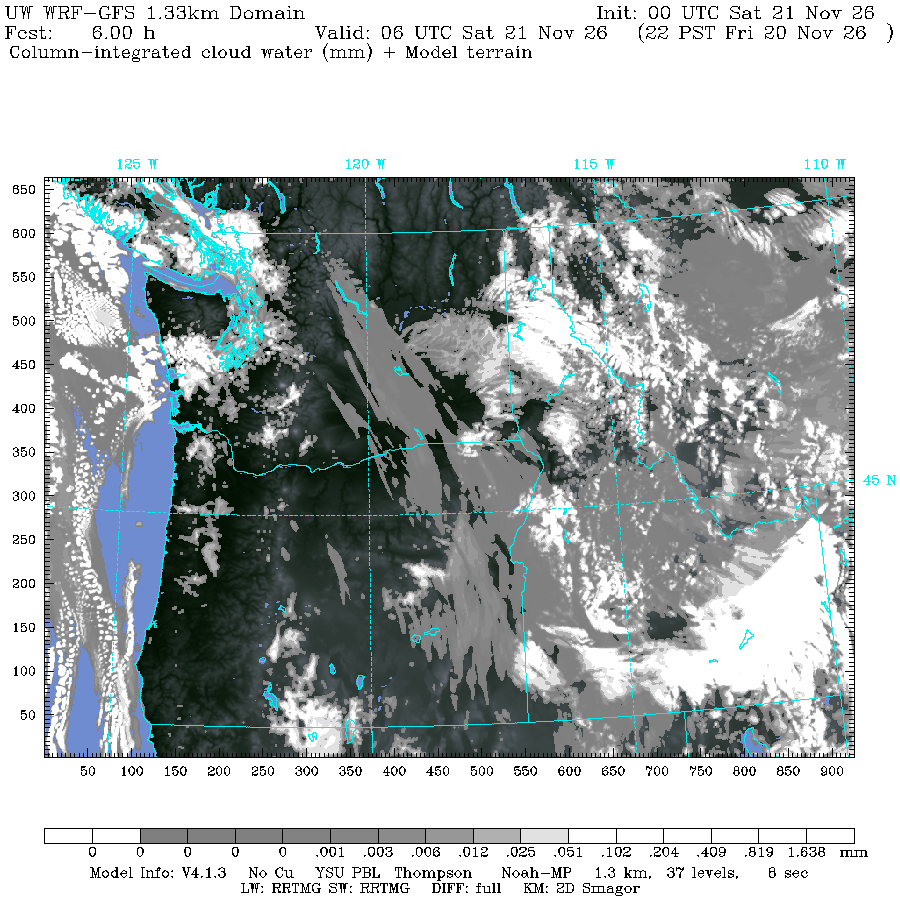 UW WRF-GFS 1.33km Domain Init: 00 UTC Sat 21 Nov 26
Fcst: 6.00 h Valid: 06 UTC Sat 21 Nov 26 (22 PST Fri 20 Nov 26 )
Column-integrated cloud water (mm) + Model terrain
125 W 120 W 115 W 110 W
650
600
550
500
450
400
350
45 N
300
250
200
150
100
50
50 100 150 200 250 300 350 400 450 500 550 600 650 700 750 800 850 900
0 0 0 0 0 .001 .003 .006 .012 .025 .051 .102 .204 .409 .819 1.638 mm
Model Info: V4.1.3 No Cu YSU PBL Thompson Noah-MP 1.3 km, 37 levels, 8 sec
LW: RRTMG SW: RRTMG DIFF: full KM: 2D Smagor